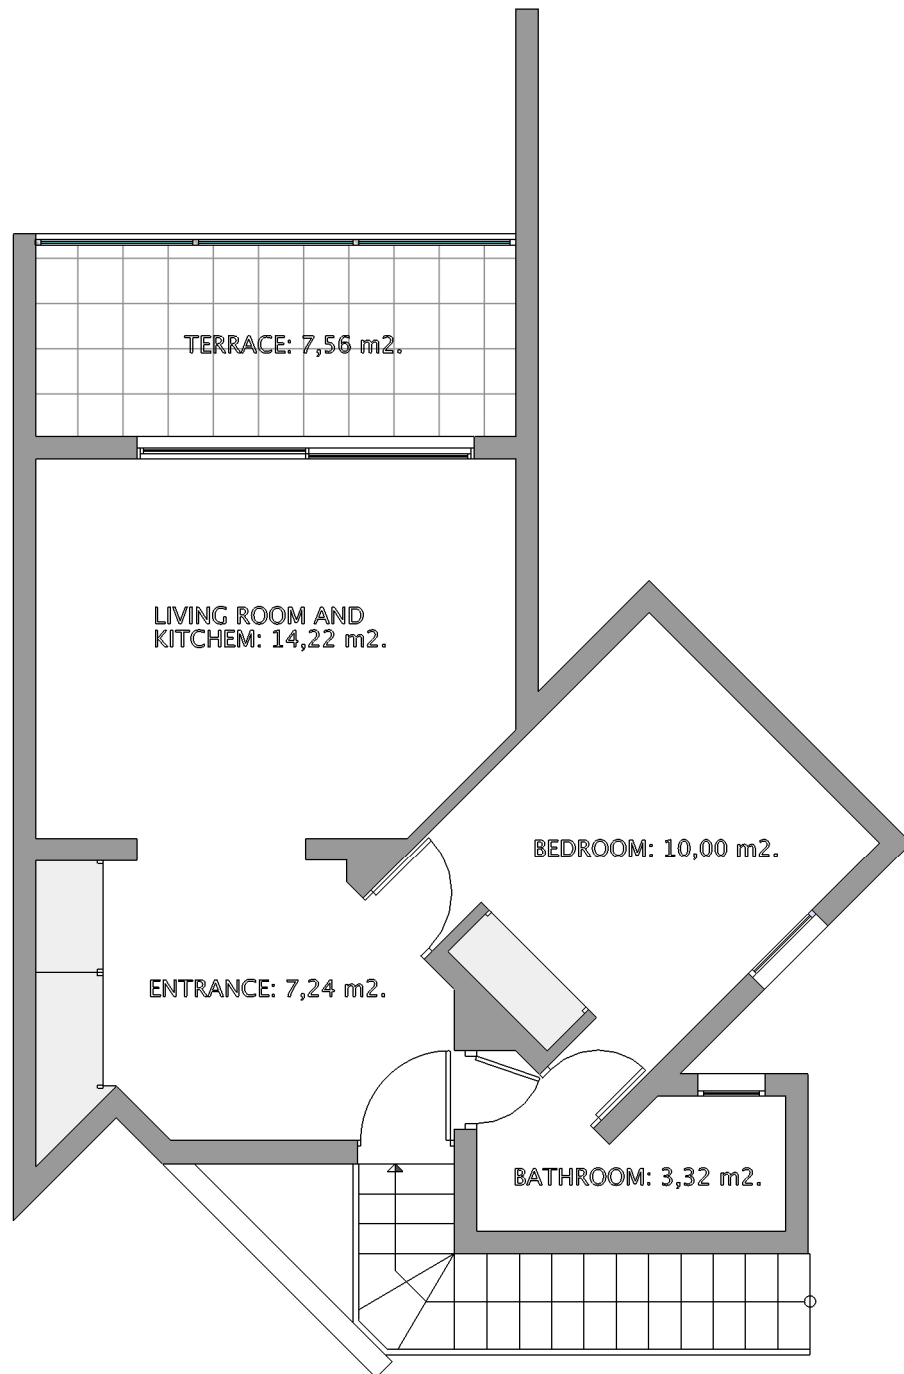 TERRACE: 7,56 m2.
LIVING ROOM AND
KITCHEM: 14,22 m2.
BEDROOM: 10,00 m2.
ENTRANCE: 7,24 m2.
BATHROOM: 3,32 m2.